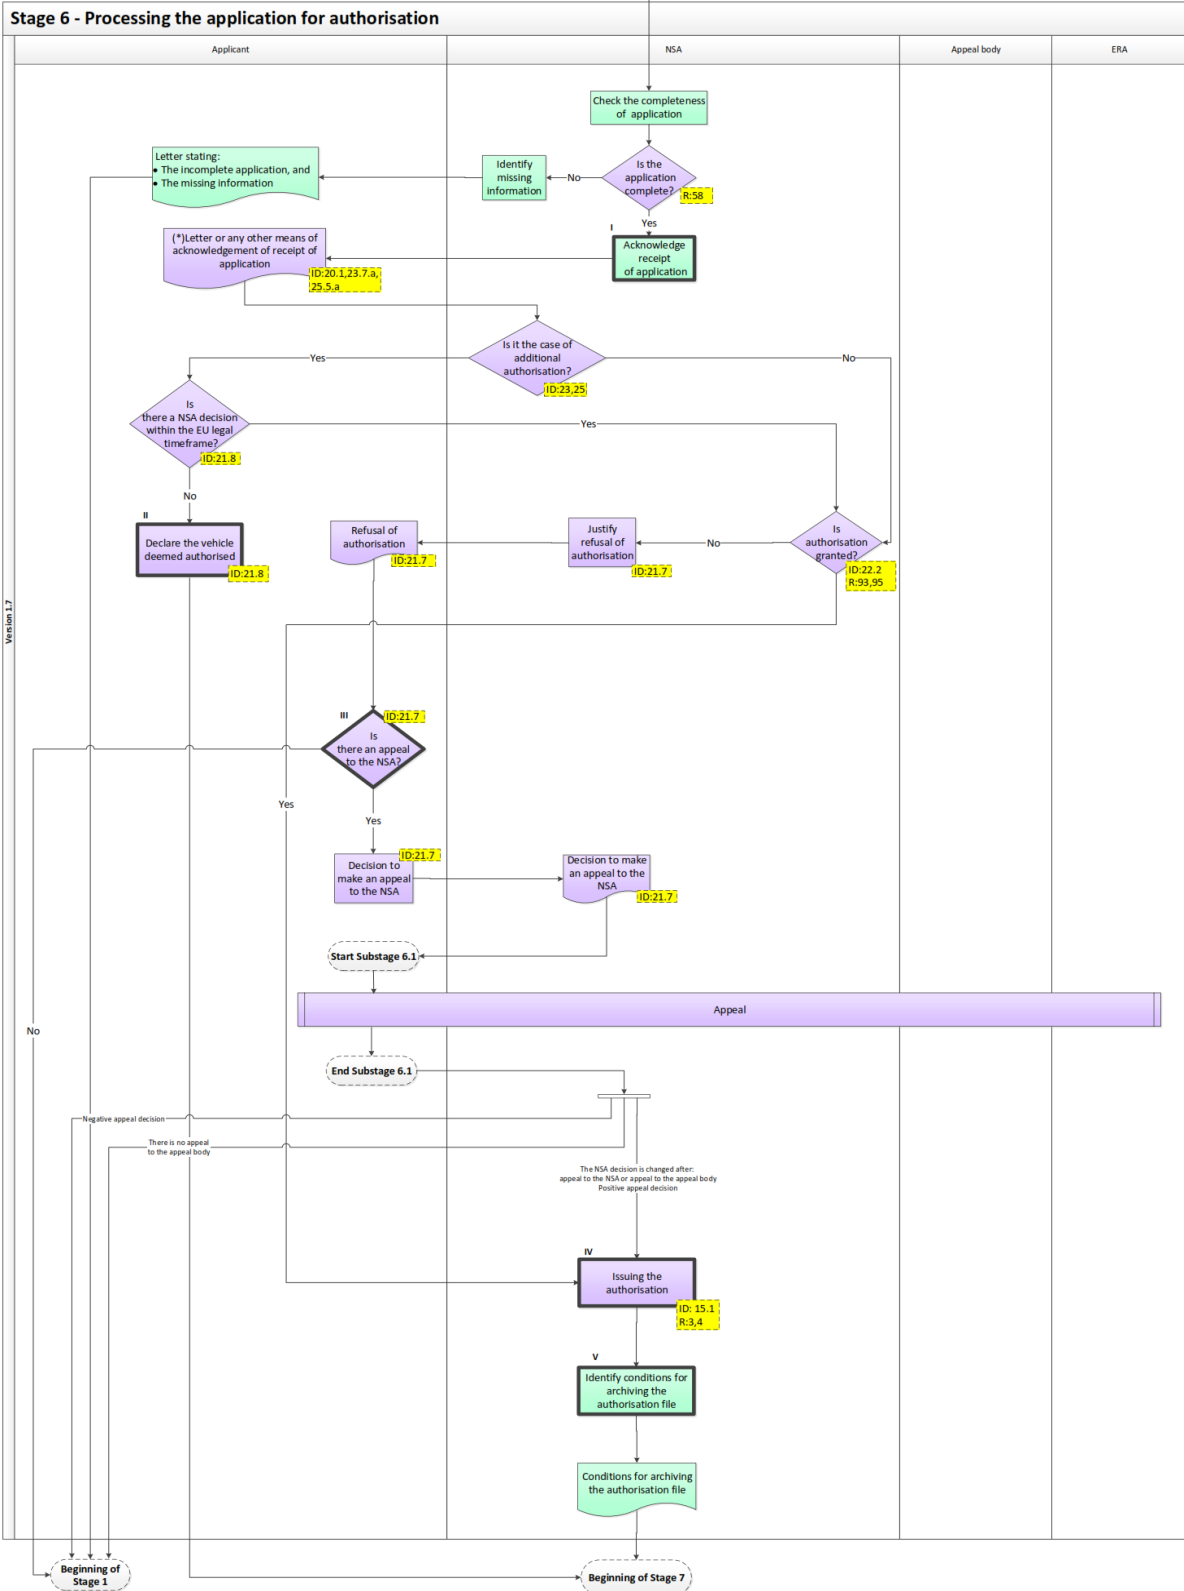 Stage 6 - Processing the application for authorisation
Applicant
NSA
Appeal body
ERA
Version 1.7
Check the completeness
of application
Letter stating:
• The incomplete application, and
• The missing information
Identify
missing
information
No
Is the
application
complete?
R:58
Yes
I
(*)Letter or any other means of
acknowledgement of receipt of
application
ID:20.1,23.7.a,
25.5.a
Acknowledge
receipt
of application
Is it the case of
additional
authorisation?
ID:23,25
Yes
No
Is
there a NSA decision
within the EU legal
timeframe?
ID:21.8
Yes
No
II
Declare the vehicle
deemed authorised
ID:21.8
Refusal of
authorisation
ID:21.7
Justify
refusal of
authorisation
ID:21.7
No
Is
authorisation
granted?
ID:22.2
R:93,95
III
ID:21.7
Is
there an appeal
to the NSA?
Yes
Yes
ID:21.7
Decision to
make an appeal
to the NSA
Decision to make
an appeal to the
NSA
ID:21.7
Start Substage 6.1
Appeal
No
End Substage 6.1
Negative appeal decision
There is no appeal
to the appeal body
The NSA decision is changed after:
appeal to the NSA or appeal to the appeal body
Positive appeal decision
IV
Issuing the
authorisation
ID: 15.1
R:3,4
V
Identify conditions for
archiving the
authorisation file
Conditions for archiving
the authorisation file
Beginning of
Stage 1
Beginning of Stage 7